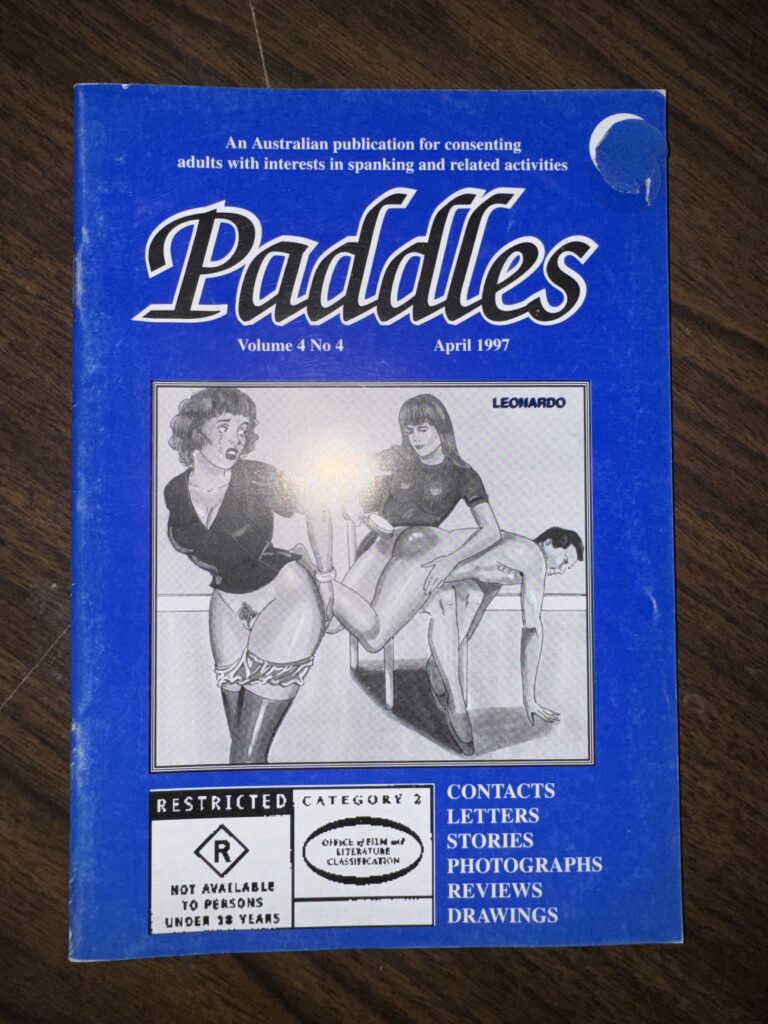 An Australian publication for consenting
adults with interests in spanking and related activities
Paddles
Volume 4 No 4 April 1997
LEONARDO
RESTRICTED CATEGORY 2
R
OFFICE of FILM and
LITERATURE
CLASSIFICATION
NOT AVAILABLE
TO PERSONS
UNDER 18 YEARS
CONTACTS
LETTERS
STORIES
PHOTOGRAPHS
REVIEWS
DRAWINGS